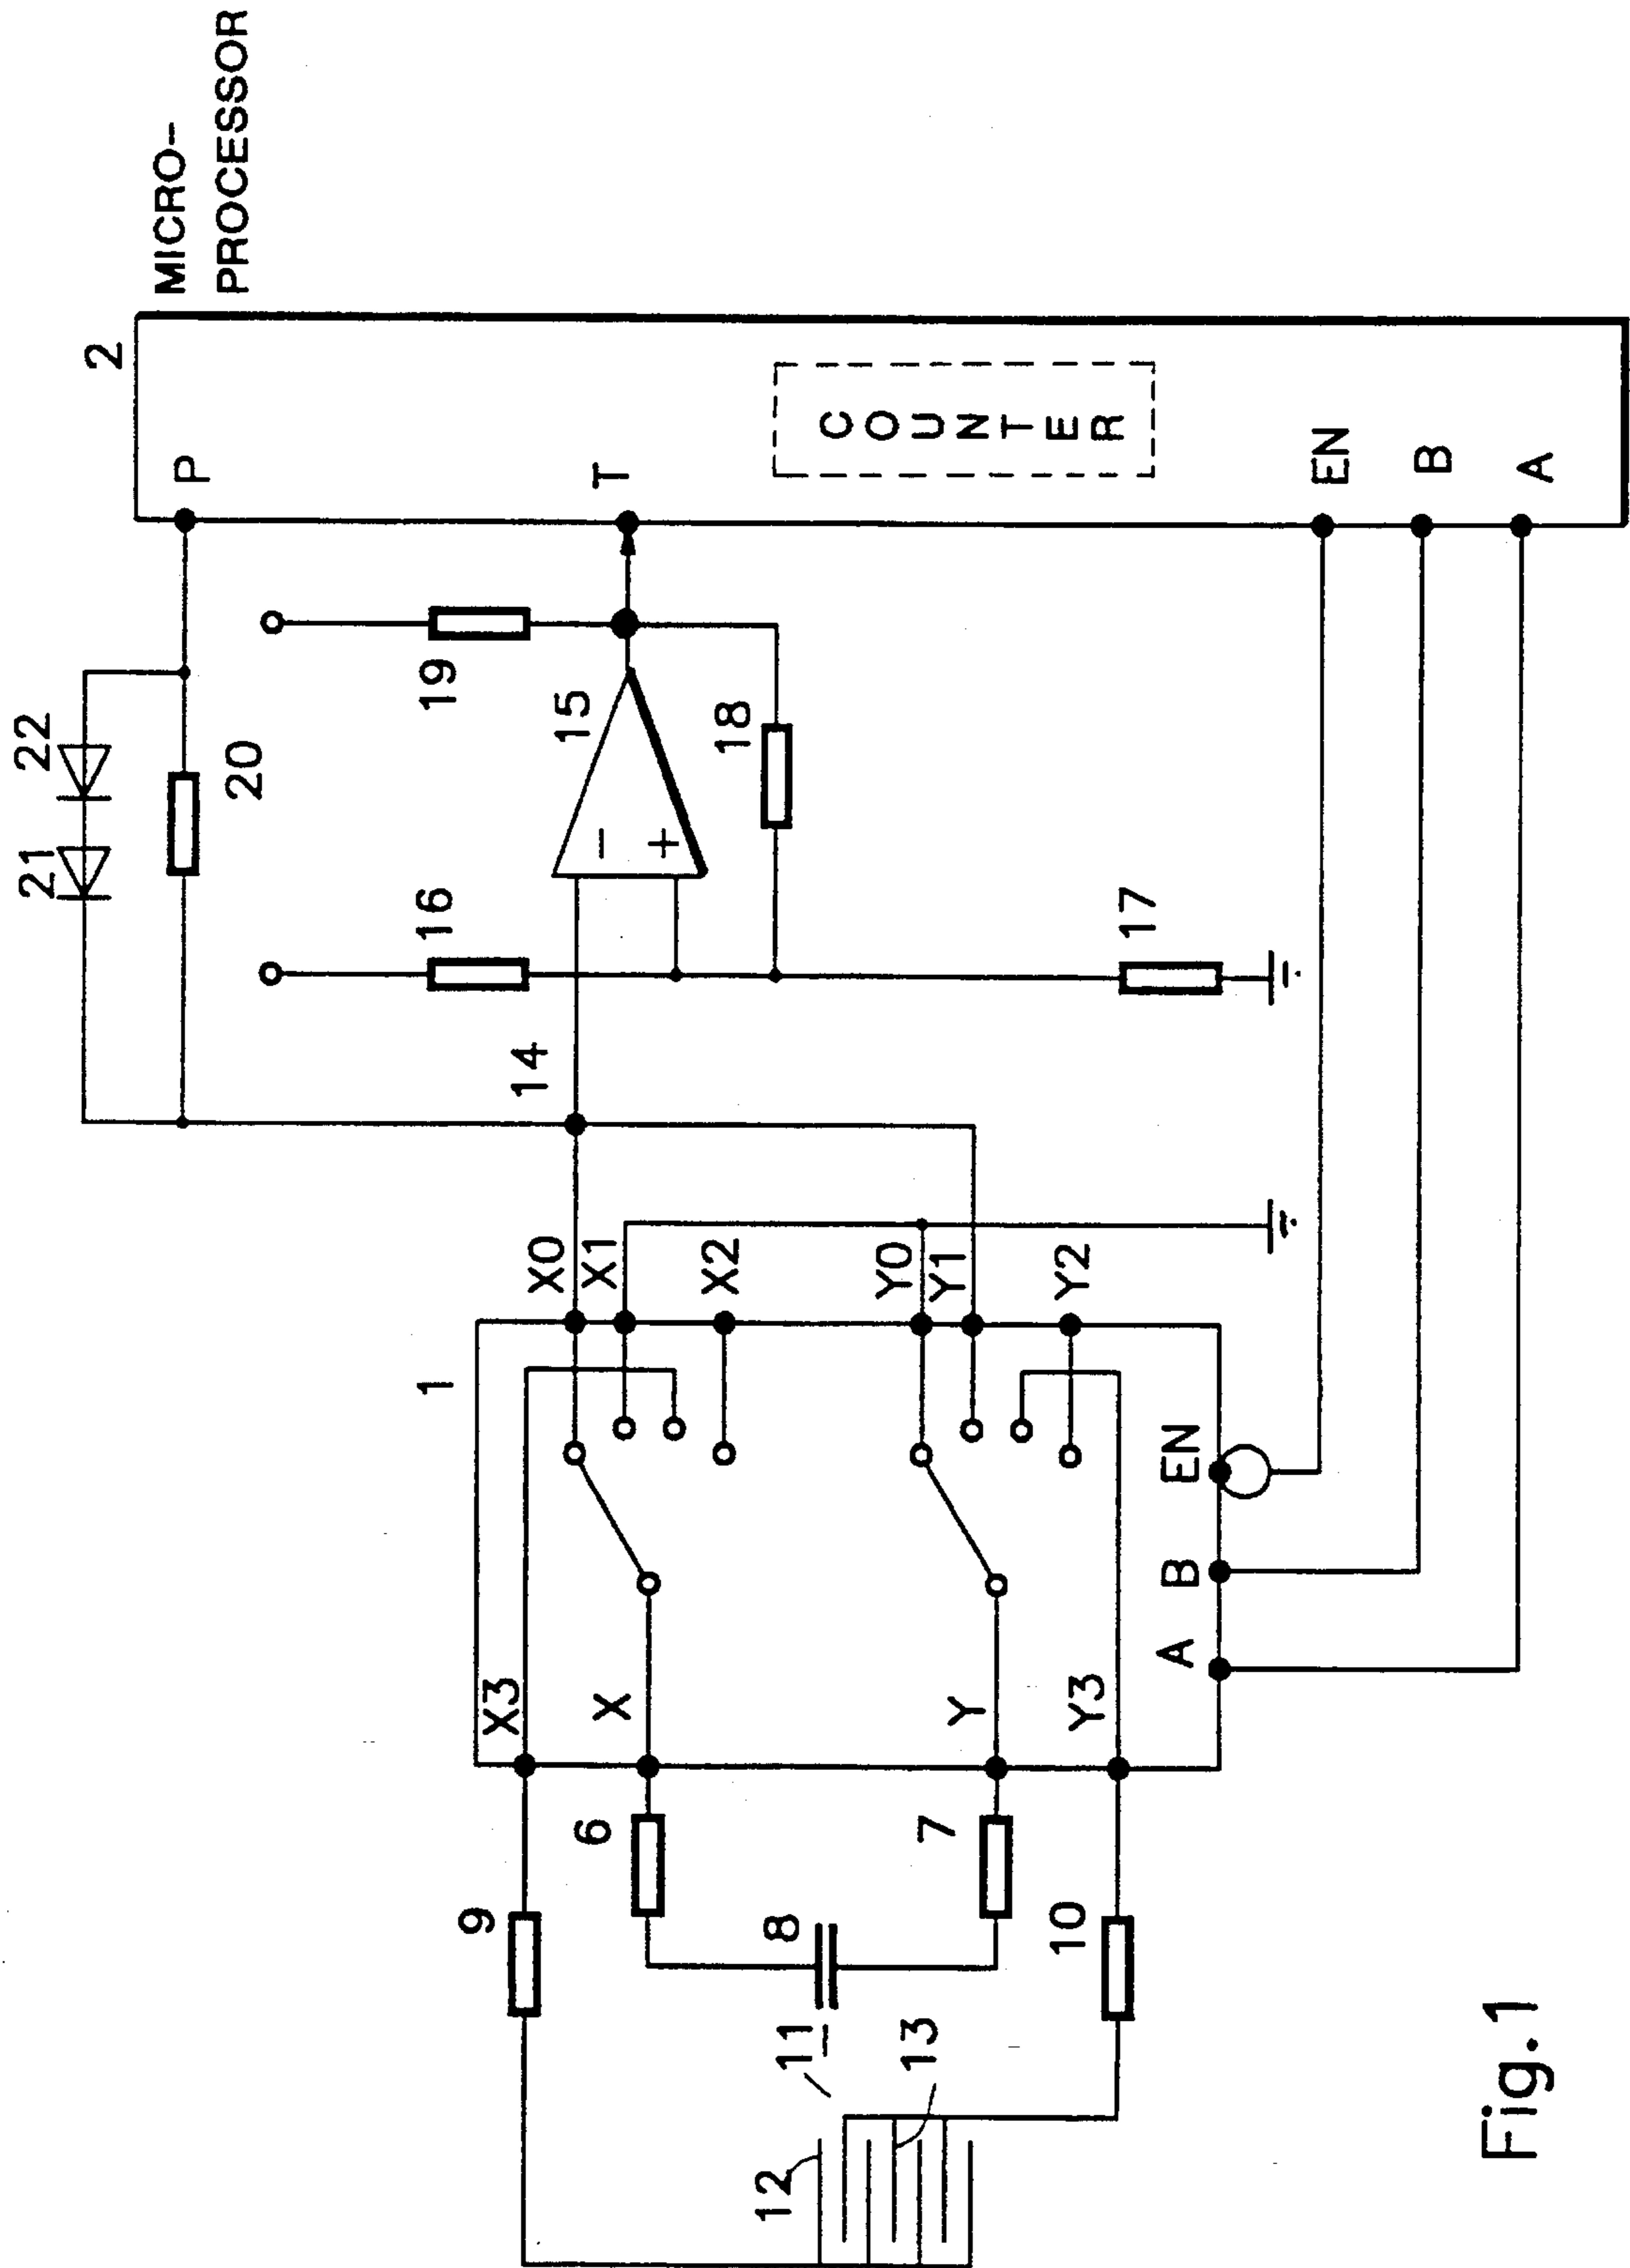 MICRO-
PROCESSOR
2
P
T
COUNTER
EN
B
A
22
21
20
19
15
18
16
-
+
17
14
X0
X1
X2
Y0
Y1
Y2
1
X3
X
Y
Y3
A
B
EN
9
6
7
8
10
11
12
13
Fig.1